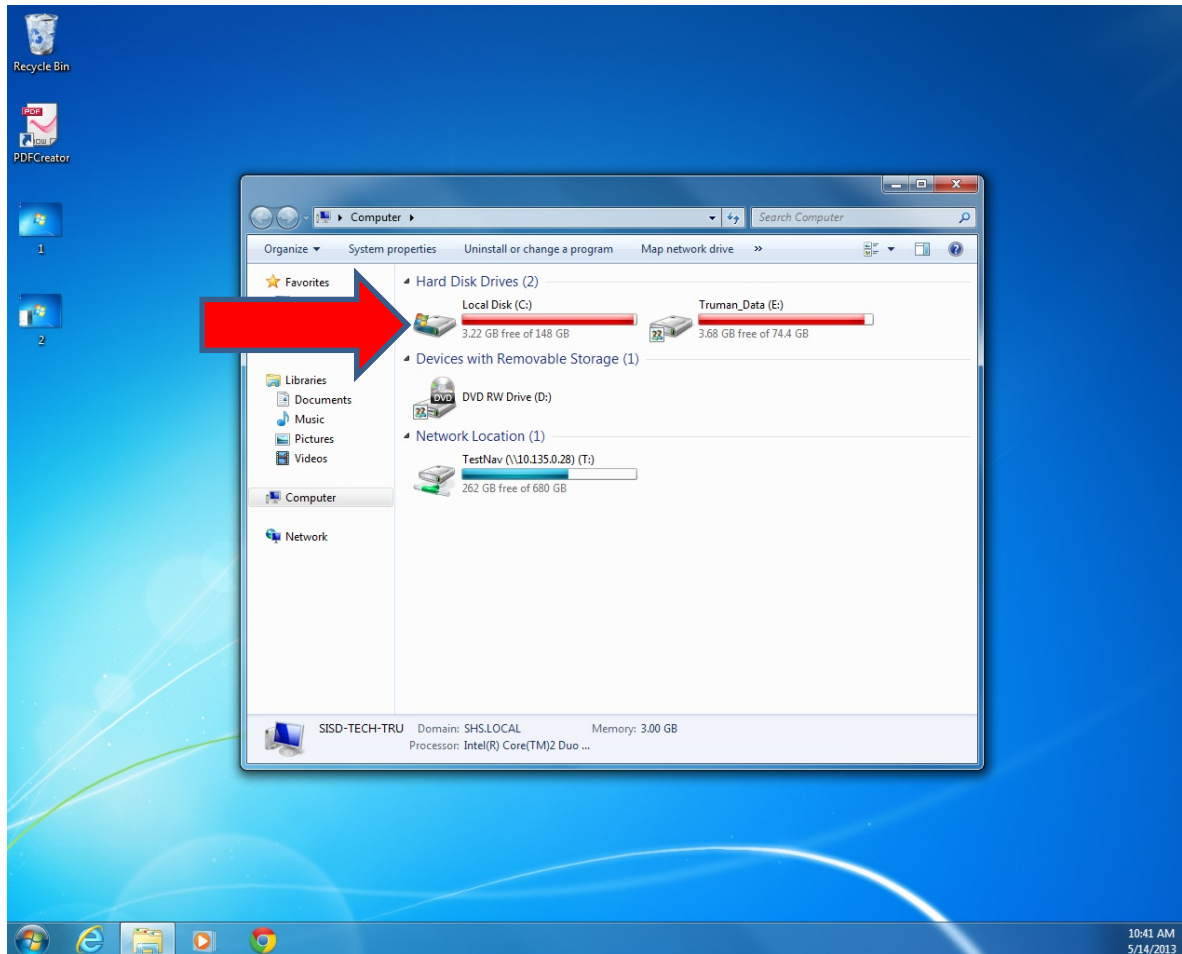 Recycle Bin
PDF
PDFCreator
1
2
Computer
Search Computer
Organize
System properties
Uninstall or change a program
Map network drive
»
Favorites
Libraries
Documents
Music
Pictures
Videos
Computer
Network
Hard Disk Drives (2)
Local Disk (C:)
3.22 GB free of 148 GB
Truman_Data (E:)
3.68 GB free of 74.4 GB
Devices with Removable Storage (1)
DVD
DVD RW Drive (D:)
Network Location (1)
TestNav (\\10.135.0.28) (T:)
262 GB free of 680 GB
SISD-TECH-TRU Domain: SHS.LOCAL Memory: 3.00 GB
Processor: Intel(R) Core(TM)2 Duo ...
10:41 AM
5/14/2013